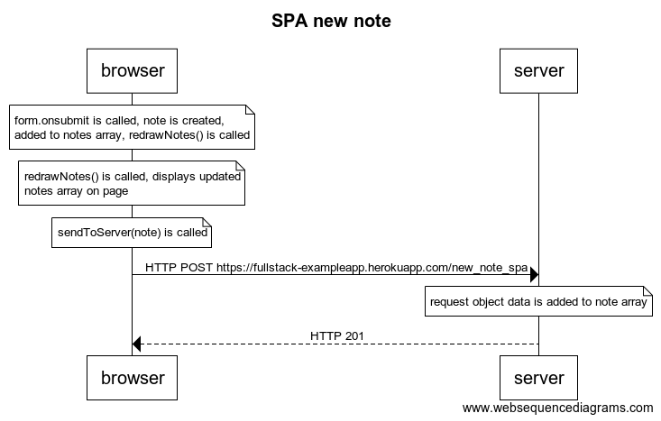 SPA new note
browser
server
form.onsubmit is called, note is created,
added to notes array, redrawNotes() is called
redrawNotes() is called, displays updated
notes array on page
sendToServer(note) is called
HTTP POST https://fullstack-exampleapp.herokuapp.com/new_note_spa
request object data is added to note array
HTTP 201
browser
server
www.websequencediagrams.com